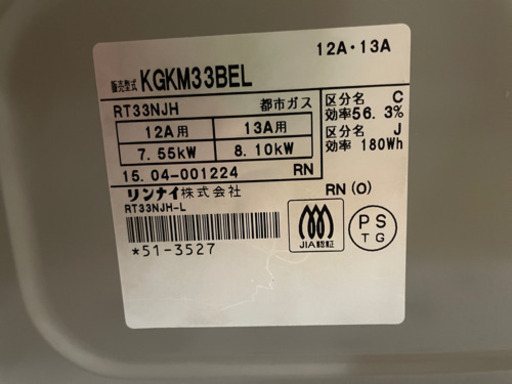 12A・13A
販売型式 KGKM33BEL
RT33NJH 都市ガス
12A用 13A用
7.55kW 8.10kW
15.04-001224 RN
区分名 C
効率56.3%
区分名 J
効率 180Wh
リンナイ株式会社 RN (O)
RT33NJH-L
*51-3527
JIA認証
PS
TG